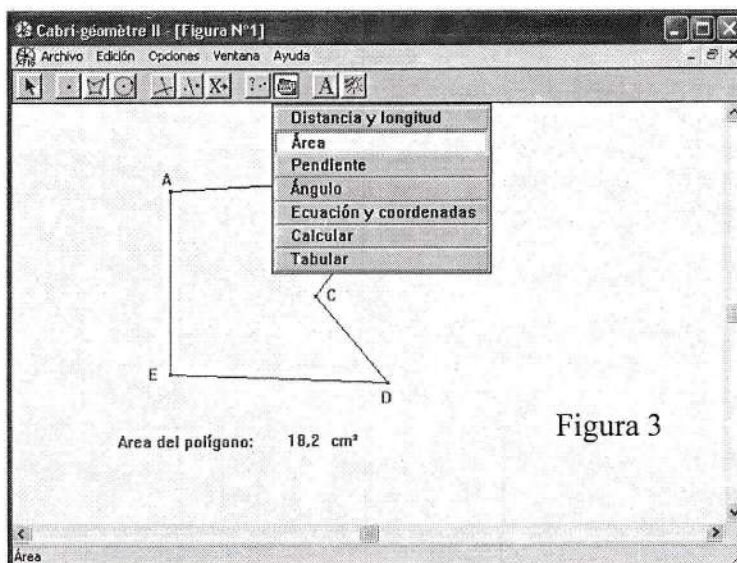 Cabri-géomètre II - [Figura N°1]
Archivo Edición Opciones Ventana Ayuda
Distancia y longitud
Área
Pendiente
Ángulo
Ecuación y coordenadas
Calcular
Tabular
A
C
E
D
Area del polígono: 18,2 cm²
Figura 3
Área